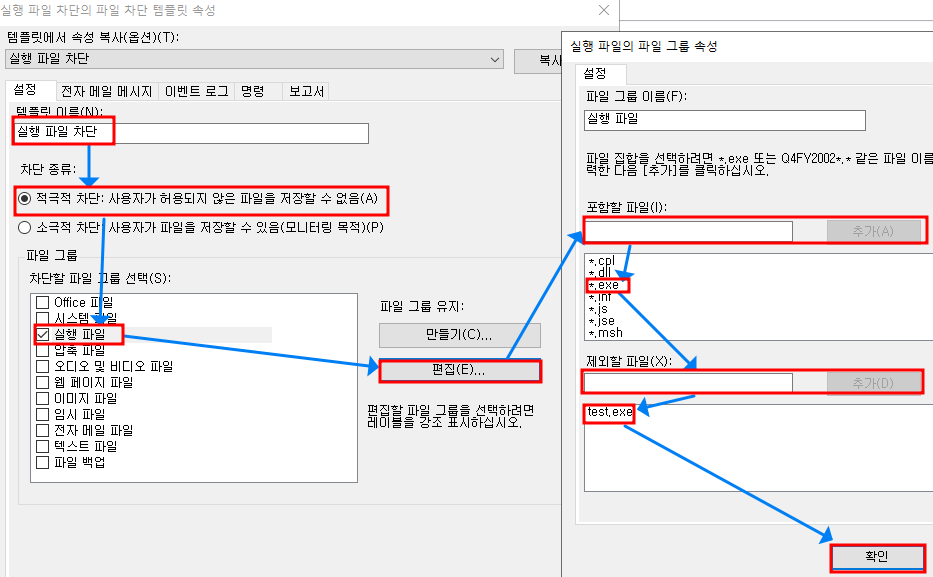 실행 파일 차단의 파일 차단 템플릿 속성
템플릿에서 속성 복사(옵션)(T):
실행 파일 차단
복사
설정
전자 메일 메시지
이벤트 로그
명령
보고서
템플릿 이름(N):
실행 파일 차단
차단 종류:
적극적 차단: 사용자가 허용되지 않은 파일을 저장할 수 없음(A)
소극적 차단: 사용자가 파일을 저장할 수 있음(모니터링 목적)(P)
파일 그룹
차단할 파일 그룹 선택(S):
Office 파일
시스템 파일
실행 파일
압축 파일
오디오 및 비디오 파일
웹 페이지 파일
이미지 파일
임시 파일
전자 메일 파일
텍스트 파일
파일 백업
파일 그룹 유지:
만들기(C)...
편집(E)...
편집할 파일 그룹을 선택하려면
레이블을 강조 표시하십시오.
실행 파일의 파일 그룹 속성
설정
파일 그룹 이름(F):
실행 파일
파일 집합을 선택하려면 *.exe 또는 Q4FY2002*.* 같은 파일 이름
력한 다음 [추가]를 클릭하십시오.
포함할 파일(I):
추가(A)
*.cpl
*.dll
*.exe
*.inf
*.js
*.jse
*.msh
제외할 파일(X):
추가(D)
test.exe
확인